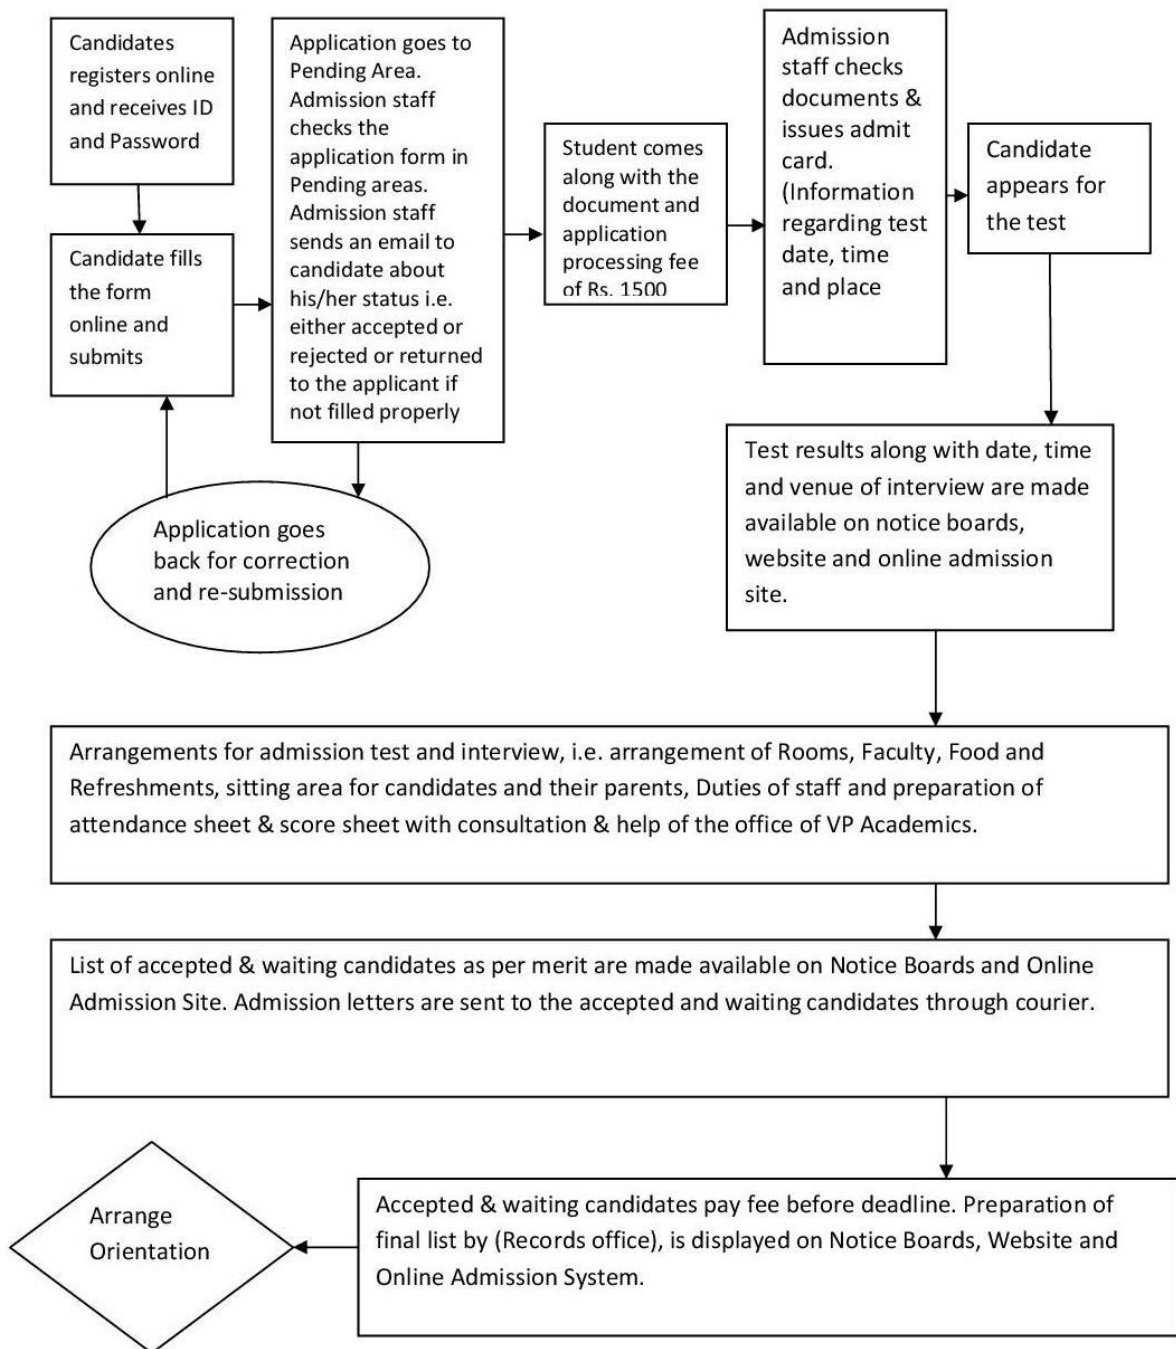 Candidates
registers online
and receives ID
and Password
Candidate fills
the form
online and
submits
Application goes to
Pending Area.
Admission staff
checks the
application form in
Pending areas.
Admission staff
sends an email to
candidate about
his/her status i.e.
either accepted or
rejected or returned
to the applicant if
not filled properly
Application goes
back for correction
and re-submission
Student comes
along with the
document and
application
processing fee
of Rs. 1500
Admission
staff checks
documents &
issues admit
card.
(Information
regarding test
date, time
and place
Candidate
appears for
the test
Test results along with date, time
and venue of interview are made
available on notice boards,
website and online admission
site.
Arrangements for admission test and interview, i.e. arrangement of Rooms, Faculty, Food and
Refreshments, sitting area for candidates and their parents, Duties of staff and preparation of
attendance sheet & score sheet with consultation & help of the office of VP Academics.
List of accepted & waiting candidates as per merit are made available on Notice Boards and Online
Admission Site. Admission letters are sent to the accepted and waiting candidates through courier.
Accepted & waiting candidates pay fee before deadline. Preparation of
final list by (Records office), is displayed on Notice Boards, Website and
Online Admission System.
Arrange
Orientation